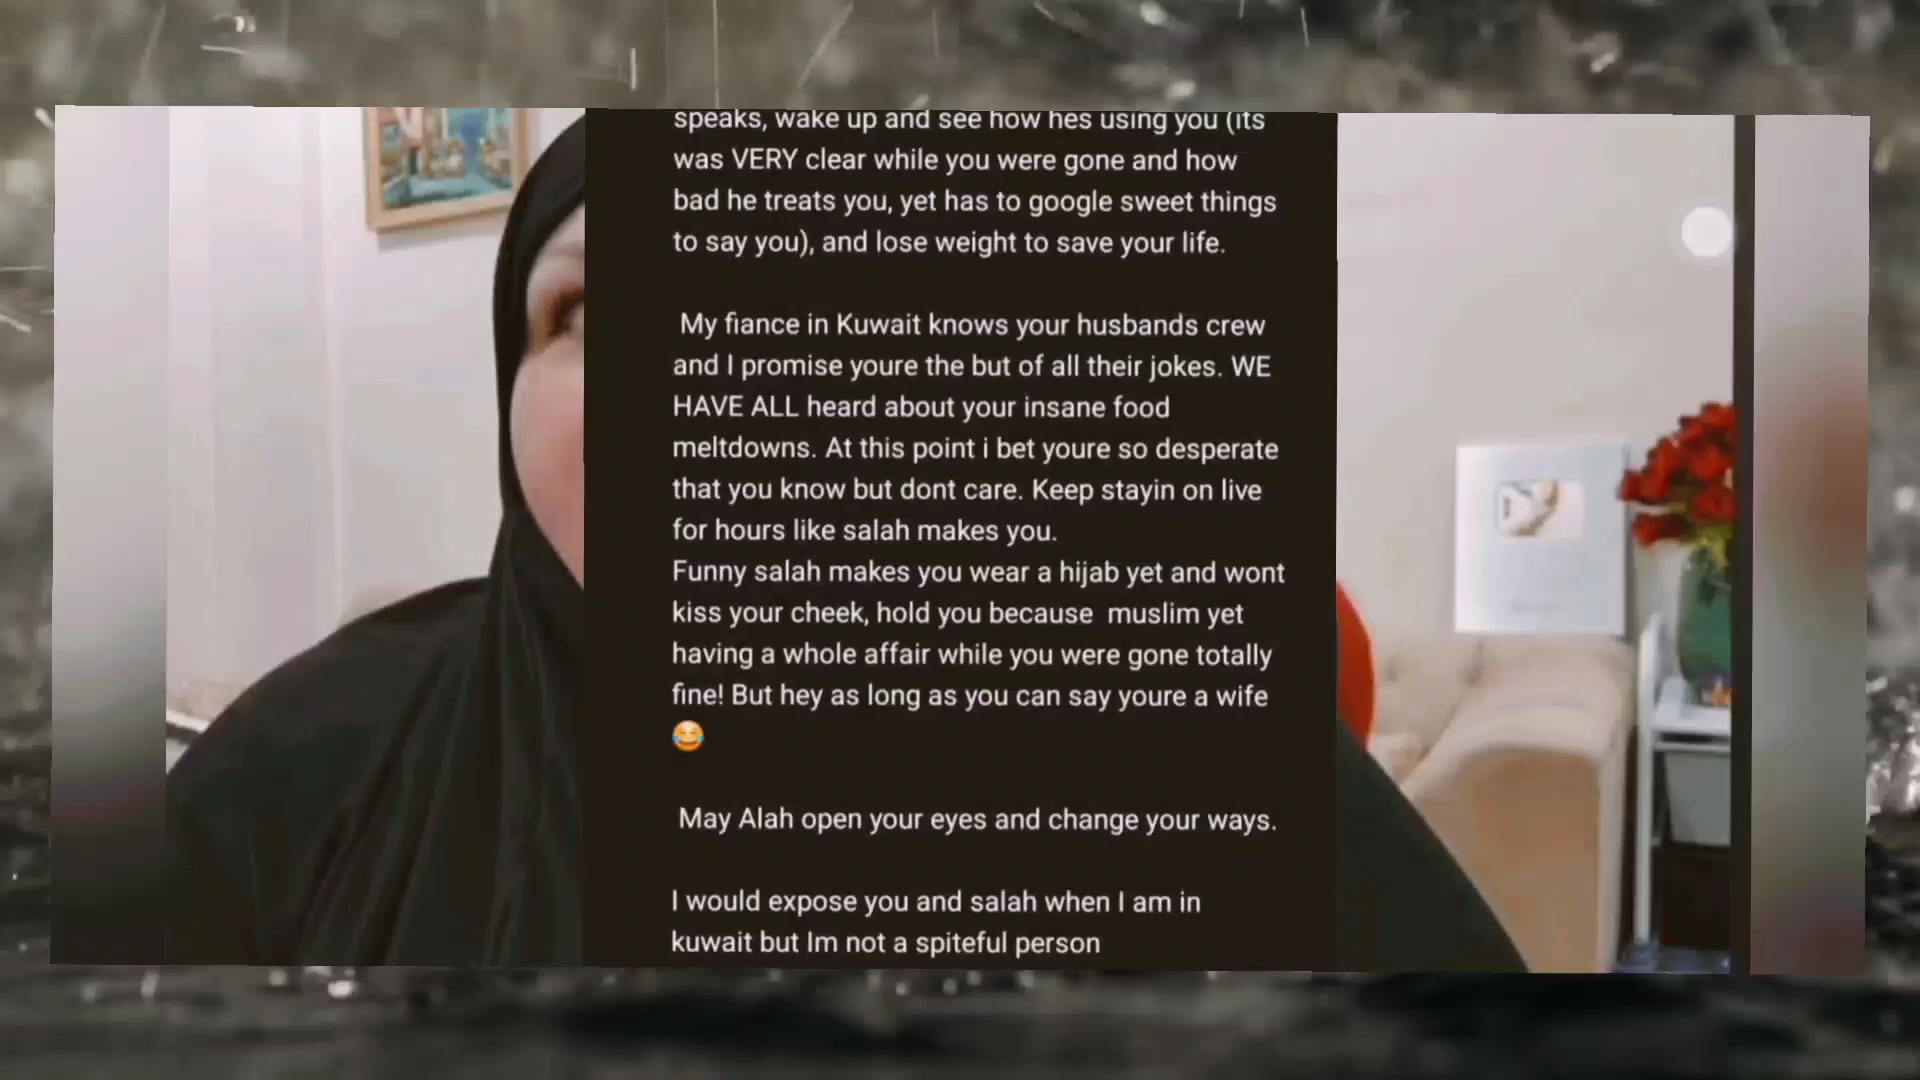 speaks, wake up and see how hes using you (its
was VERY clear while you were gone and how
bad he treats you, yet has to google sweet things
to say you), and lose weight to save your life.
My fiance in Kuwait knows your husbands crew
and I promise youre the but of all their jokes. WE
HAVE ALL heard about your insane food
meltdowns. At this point i bet youre so desperate
that you know but dont care. Keep stayin on live
for hours like salah makes you.
Funny salah makes you wear a hijab yet and wont
kiss your cheek, hold you because  muslim yet
having a whole affair while you were gone totally
fine! But hey as long as you can say youre a wife
😂
May Alah open your eyes and change your ways.
I would expose you and salah when I am in
kuwait but Im not a spiteful person